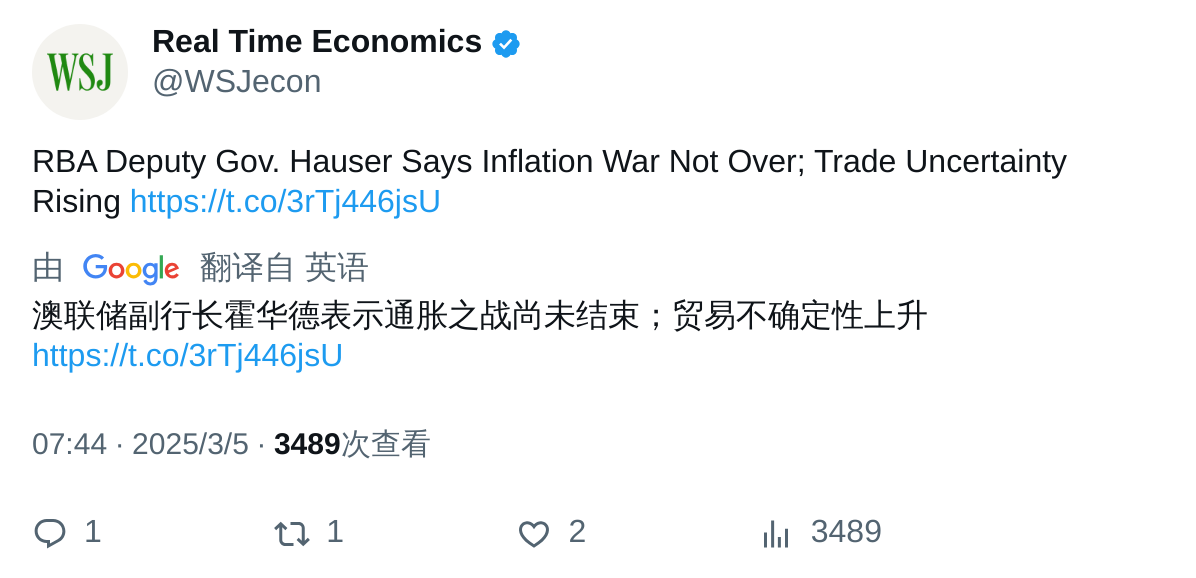 WSJ
Real Time Economics
@WSJecon
RBA Deputy Gov. Hauser Says Inflation War Not Over; Trade Uncertainty
Rising https://t.co/3rTj446jsU
由 Google 翻译自 英语
澳联储副行长霍华德表示通胀之战尚未结束；贸易不确定性上升
https://t.co/3rTj446jsU
07:44 · 2025/3/5 · 3489次查看
1 1 2 3489